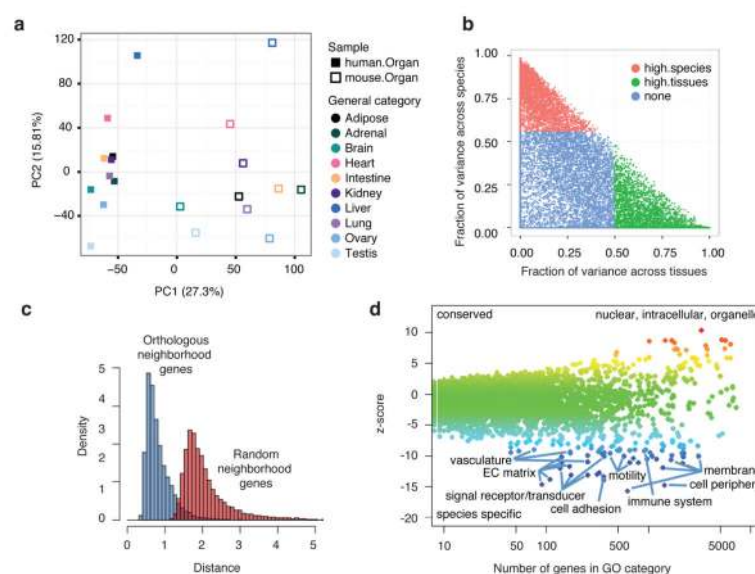 a
PC2 (15.81%)
120
80
40
0
−40
−50
0
50
100
PC1 (27.3%)
Sample
human.Organ
mouse.Organ
General category
Adipose
Adrenal
Brain
Heart
Intestine
Kidney
Liver
Lung
Ovary
Testis
b
Fraction of variance across species
1.00
0.75
0.50
0.25
0.00
high.species
high.tissues
none
0.00
0.25
0.50
0.75
1.00
Fraction of variance across tissues
c
Orthologous
neighborhood
genes
Random
neighborhood
genes
Density
5
4
3
2
1
0
0
1
2
3
4
5
Distance
d
conserved
nuclear, intracellular, organelle
z-score
10
5
0
-5
-10
-15
-20
vasculature
EC matrix
signal receptor/transducer
cell adhesion
motility
membran
cell peripher
immune system
species specific
10
50
100
500
5000
Number of genes in GO category